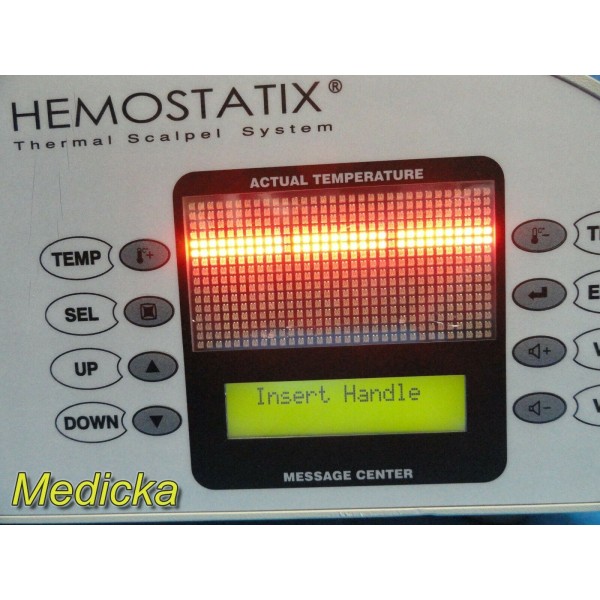 HEMOSTATIX®
Thermal Scalpel System
ACTUAL TEMPERATURE
TEMP
°C+
°C-
SEL
UP
DOWN
+
-
Insert Handle
MESSAGE CENTER
Medicka